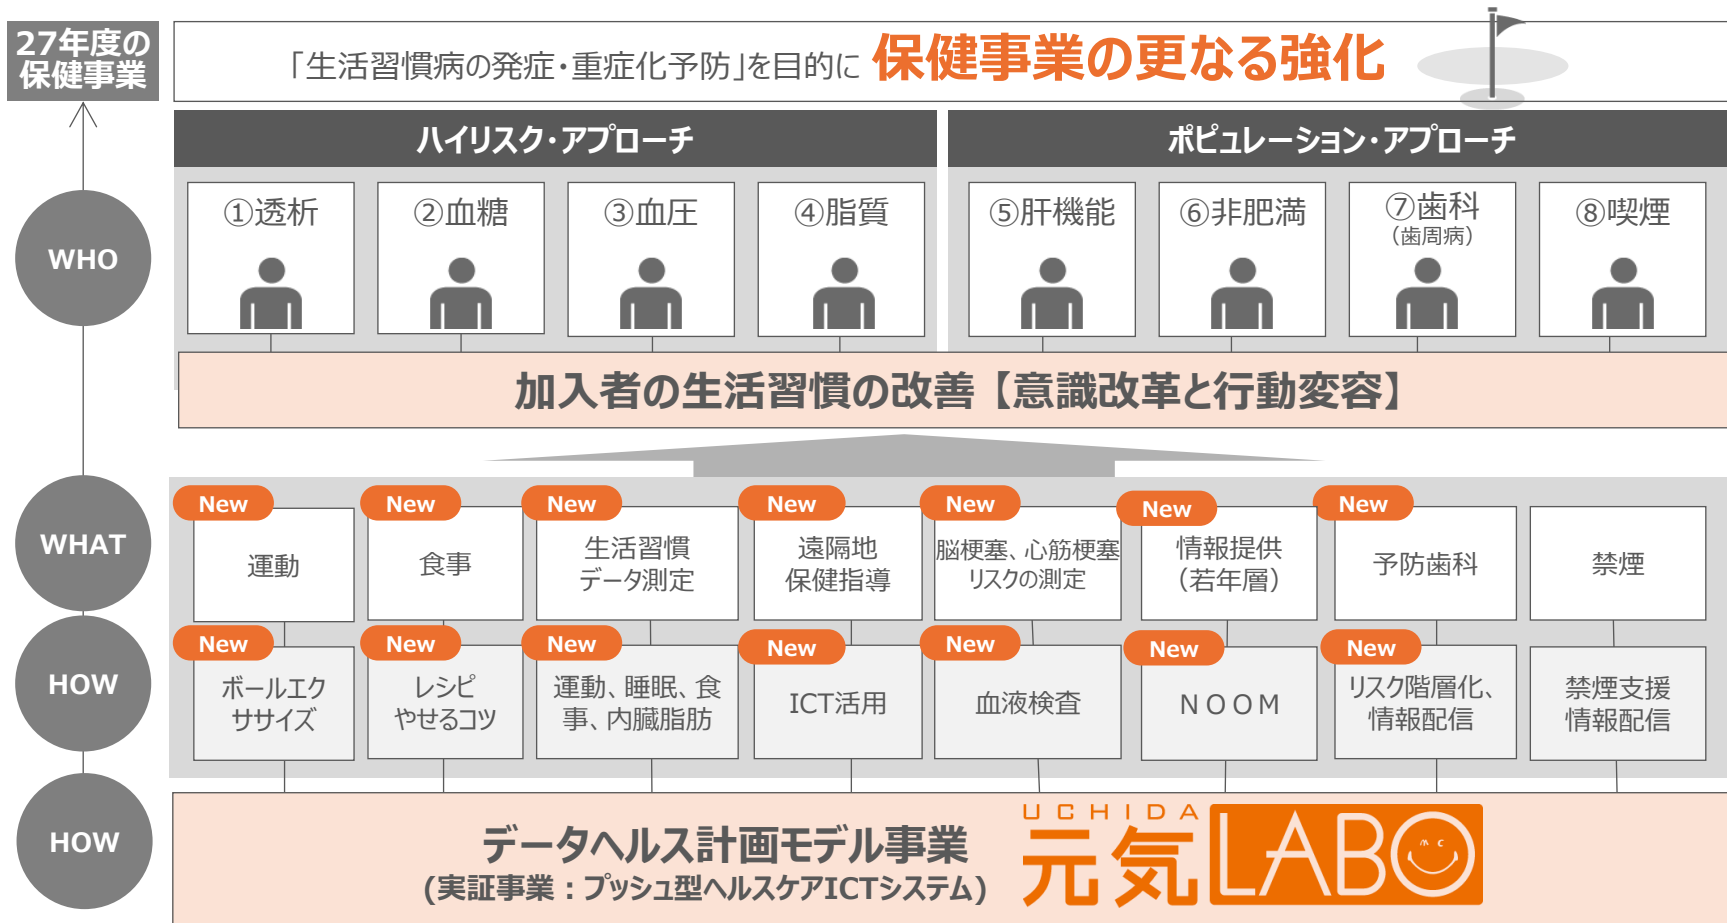 27年度の
保健事業
「生活習慣病の発症・重症化予防」を目的に 保健事業の更なる強化
ハイリスク・アプローチ
ポピュレーション・アプローチ
WHO
①透析
②血糖
③血圧
④脂質
⑤肝機能
⑥非肥満
⑦歯科
（歯周病）
⑧喫煙
加入者の生活習慣の改善【意識改革と行動変容】
WHAT
New
運動
New
食事
New
生活習慣
データ測定
New
遠隔地
保健指導
New
脳梗塞、心筋梗塞
リスクの測定
New
情報提供
（若年層）
New
予防歯科
禁煙
HOW
New
ボールエク
ササイズ
New
レシピ
やせるコツ
New
運動、睡眠、食
事、内臓脂肪
New
ICT活用
New
血液検査
New
ＮＯＯＭ
New
リスク階層化、
情報配信
禁煙支援
情報配信
HOW
データヘルス計画モデル事業
(実証事業：プッシュ型ヘルスケアICTシステム)
UCHIDA
元気LABO